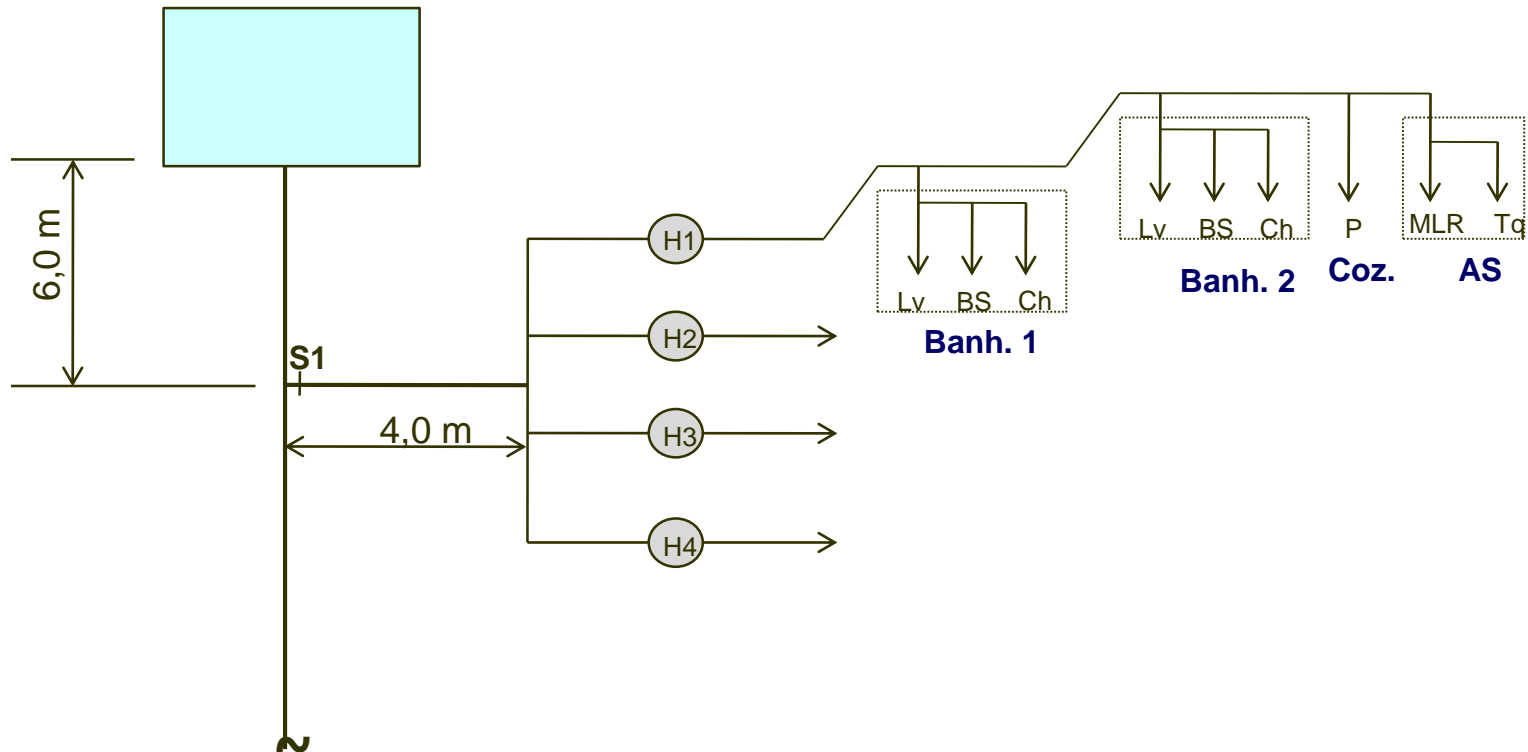 6,0 m
S1
4,0 m
H1
H2
H3
H4
Lv BS Ch
Banh. 1
Lv BS Ch
Banh. 2
P
Coz.
MLR Tq
AS
~